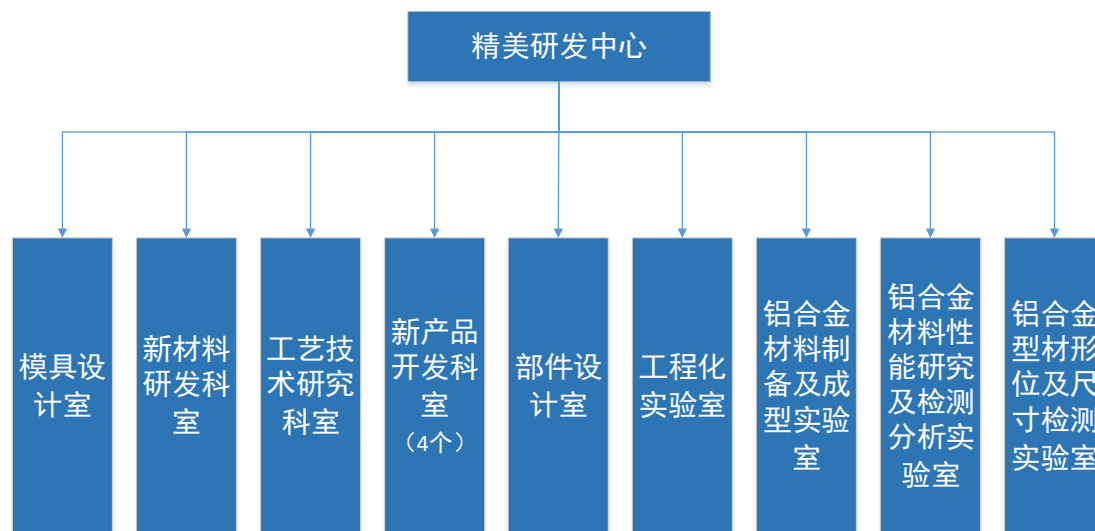 精美研发中心
模具设
计室
新材料
研发科
室
工艺技
术研究
科室
新产品
开发科
室
（4个）
部件设
计室
工程化
实验室
铝合金
材料制
备及成
型实验
室
铝合金
材料性
能研究
及检测
分析实
验室
铝合金
型材形
位及尺
寸检测
实验室